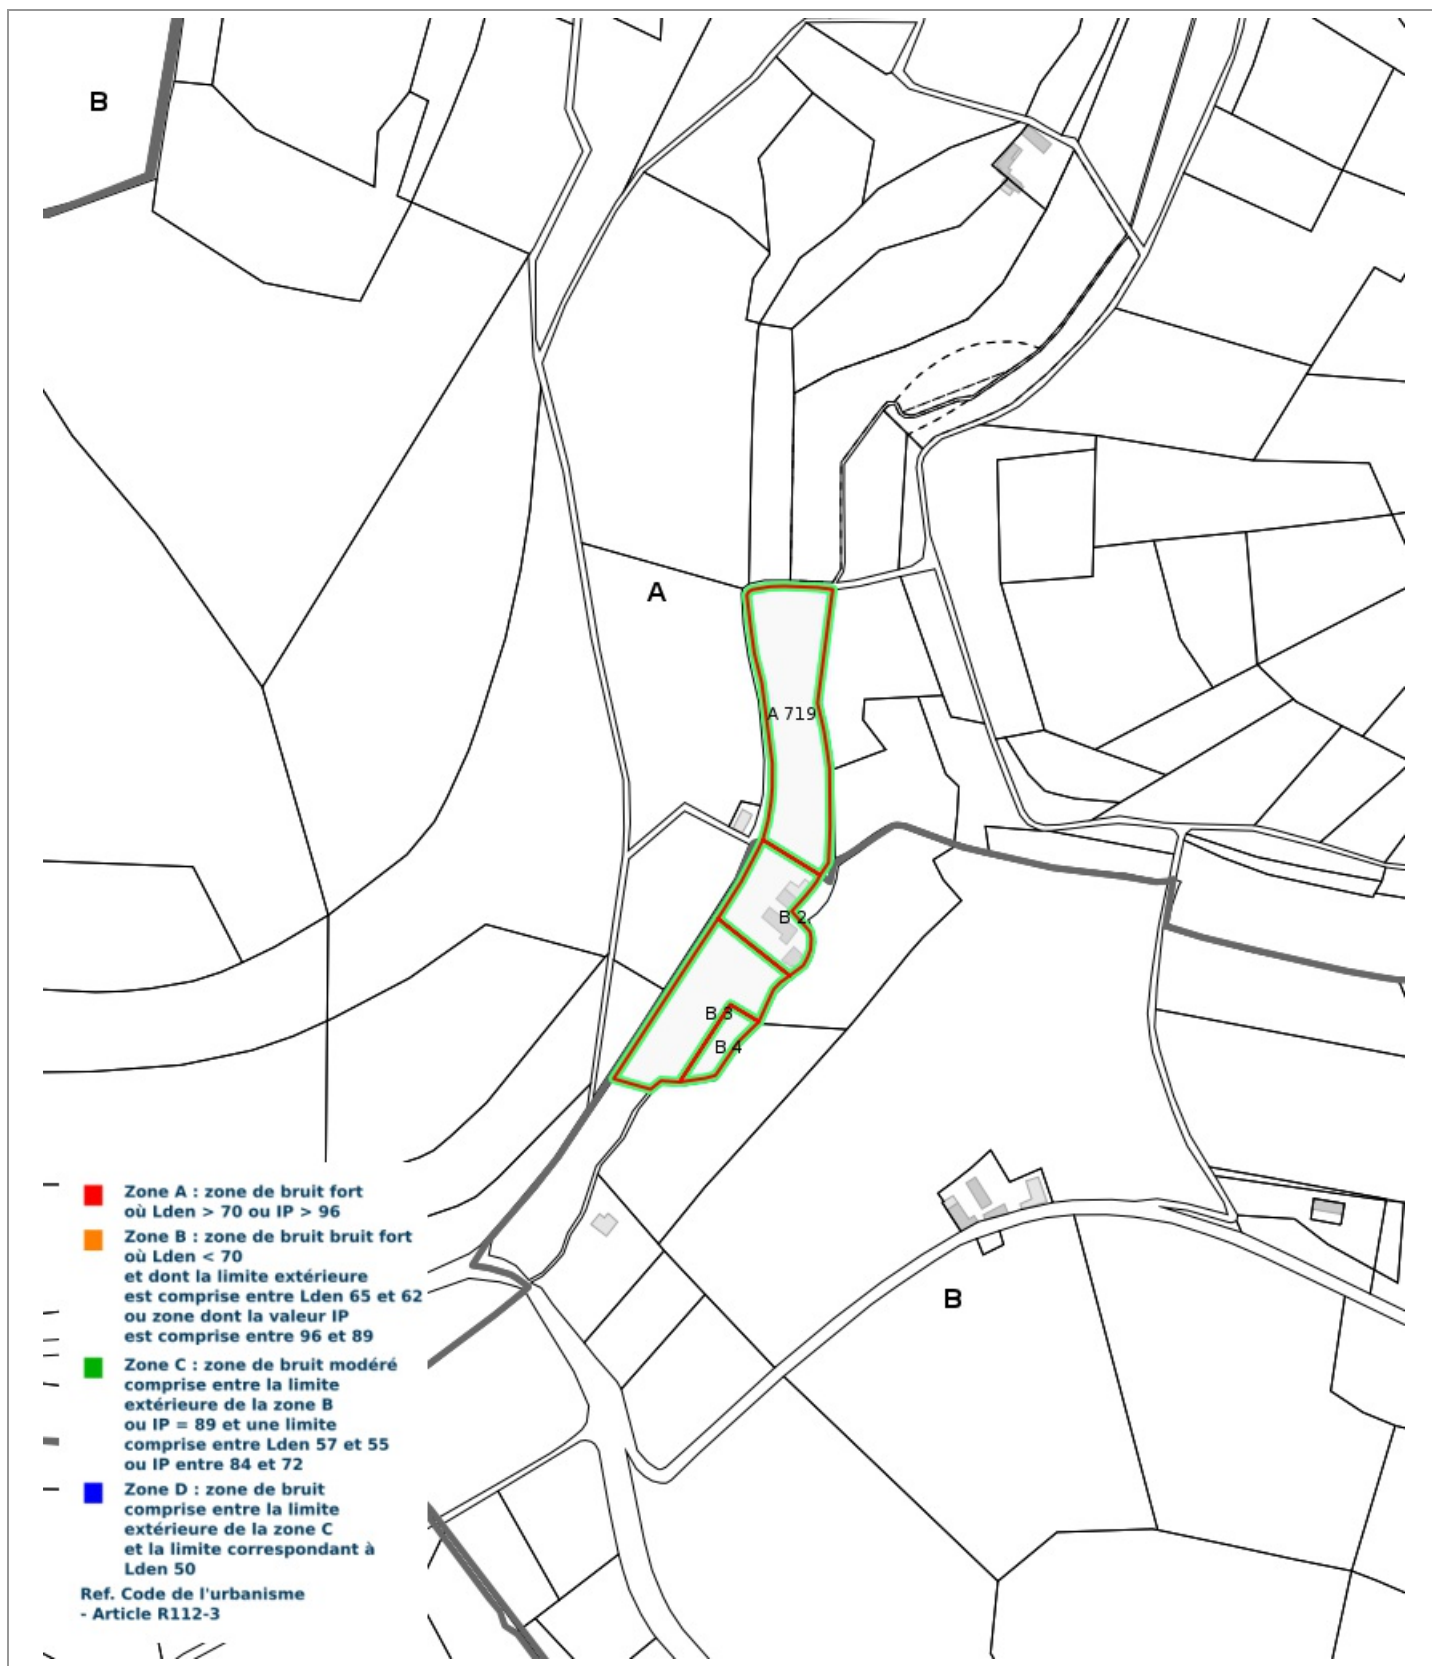 B
A
A 719
B 2
B 3
B 4
B
Zone A : zone de bruit fort
où Lden > 70 ou IP > 96
Zone B : zone de bruit bruit fort
où Lden < 70
et dont la limite extérieure
est comprise entre Lden 65 et 62
ou zone dont la valeur IP
est comprise entre 96 et 89
Zone C : zone de bruit modéré
comprise entre la limite
extérieure de la zone B
ou IP = 89 et une limite
comprise entre Lden 57 et 55
ou IP entre 84 et 72
Zone D : zone de bruit
comprise entre la limite
extérieure de la zone C
et la limite correspondant à
Lden 50
Ref. Code de l'urbanisme
- Article R112-3